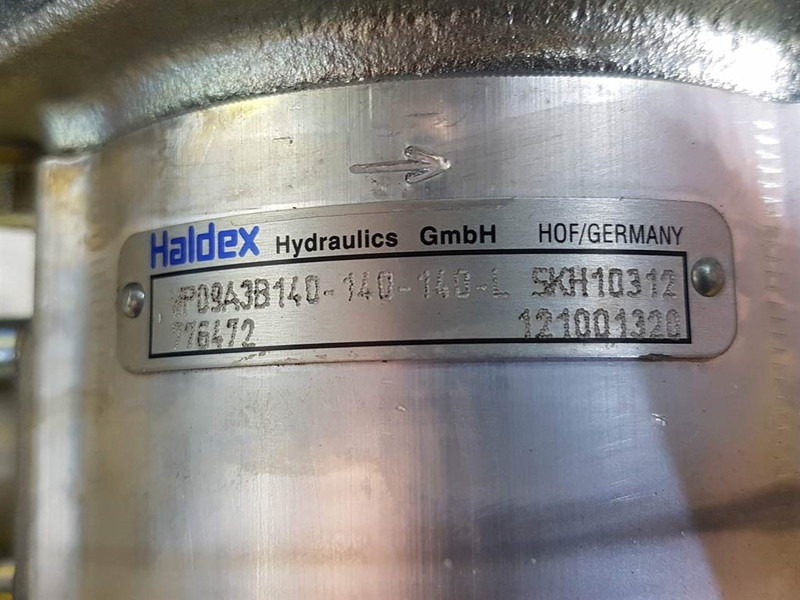 Haldex Hydraulics GmbH HOF/GERMANY
WP09A3B140-140-140-L SKH10312
776472 121001320